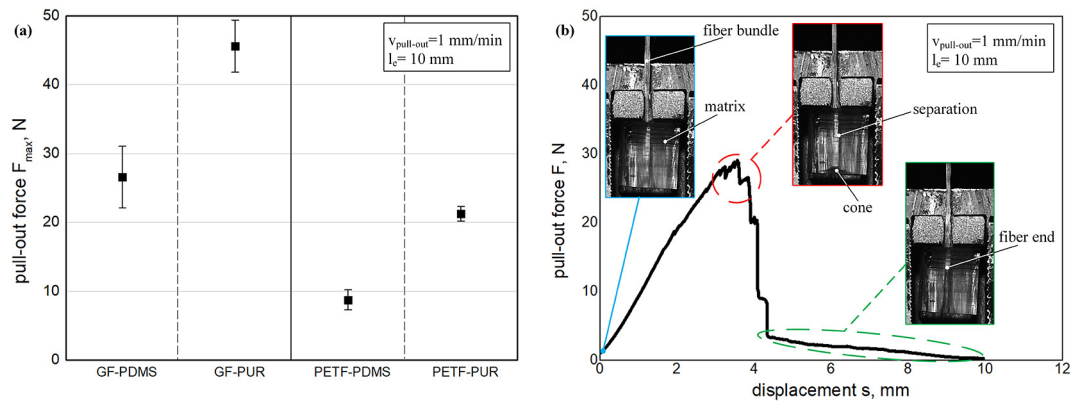 (a)
pull-out force Fmax, N
50
40
30
20
10
0
vpull-out=1 mm/min
le= 10 mm
GF-PDMS
GF-PUR
PETF-PDMS
PETF-PUR
(b)
pull-out force F, N
50
40
30
20
10
0
fiber bundle
matrix
vpull-out=1 mm/min
le= 10 mm
separation
cone
fiber end
0
2
4
6
8
10
12
displacement s, mm